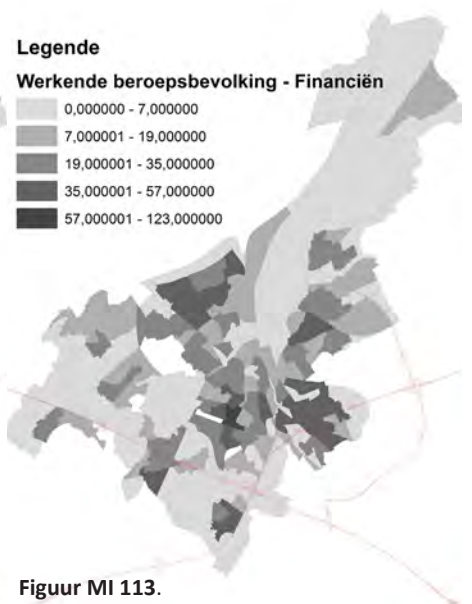 Legende
Werkende beroepsbevolking - Financiën
0,000000 - 7,000000
7,000001 - 19,000000
19,000001 - 35,000000
35,000001 - 57,000000
57,000001 - 123,000000
Figuur MI 113.